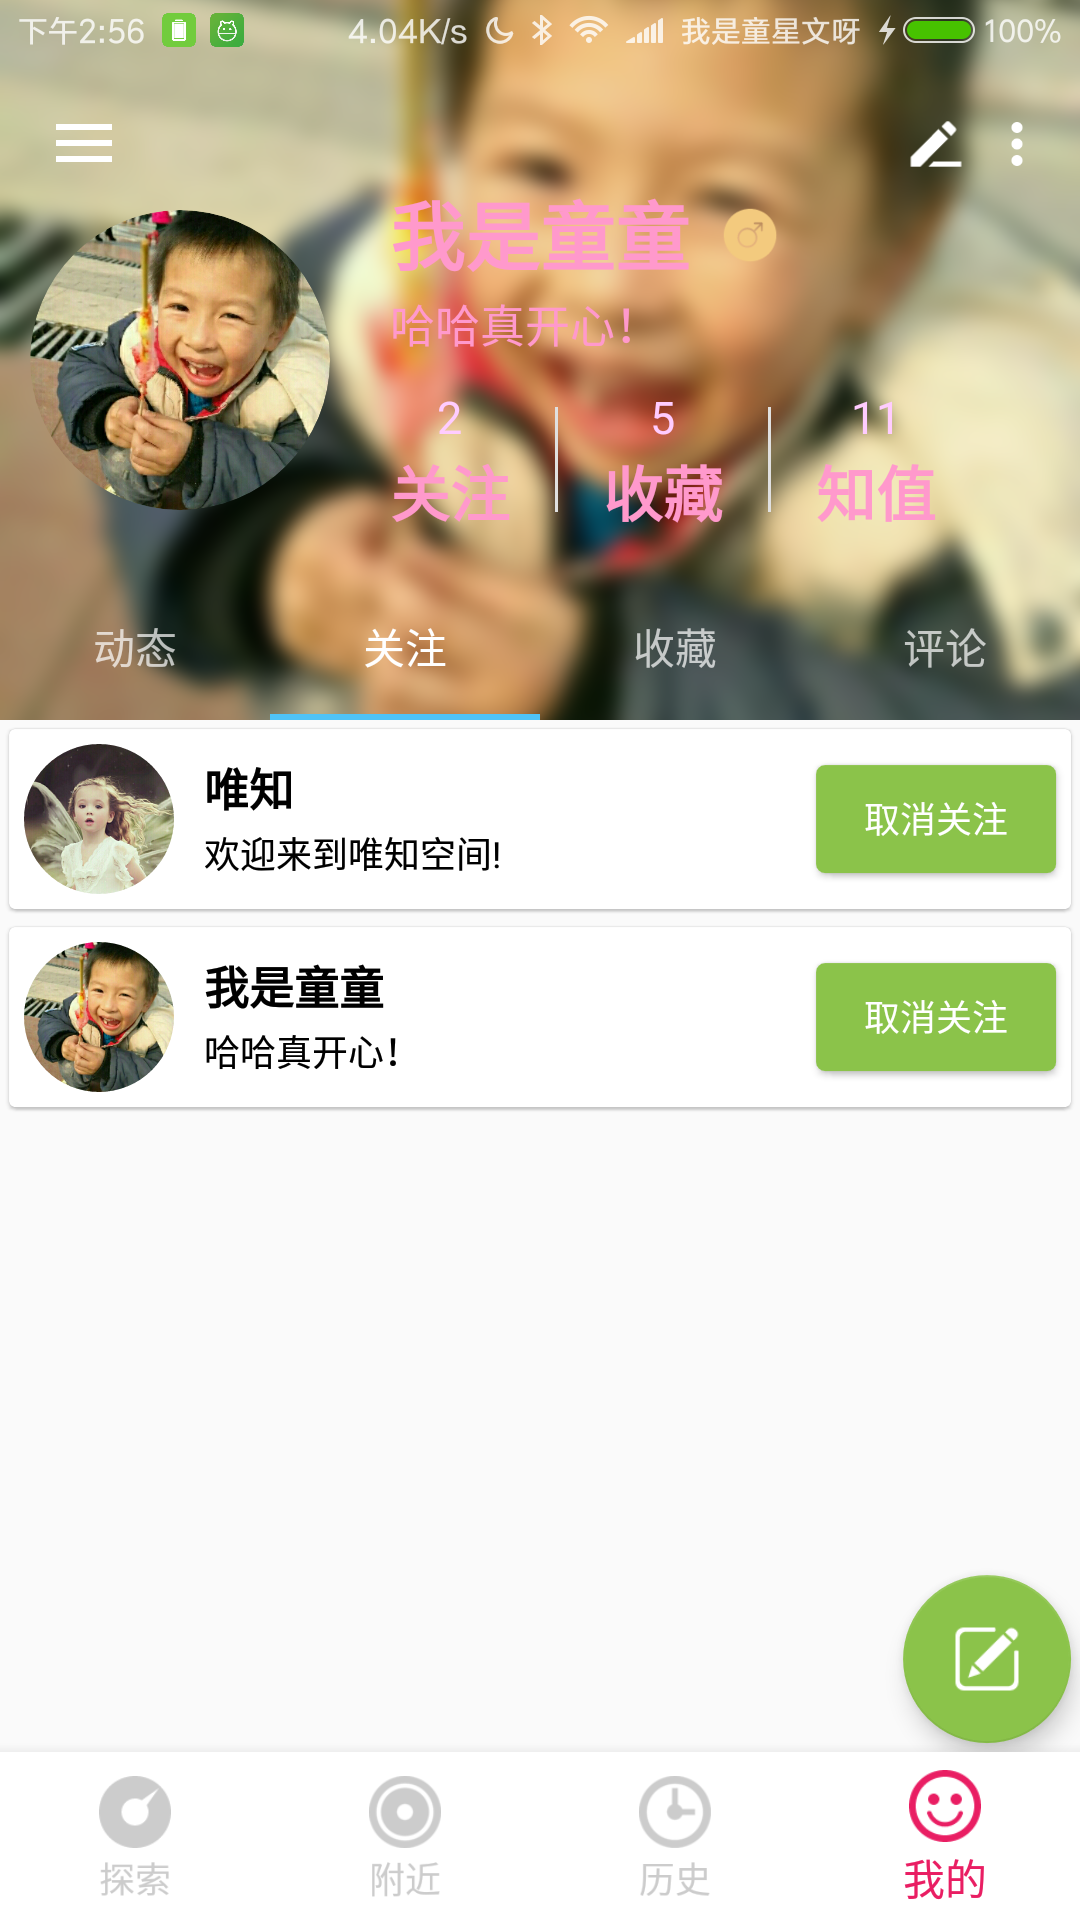 下午2:56 4.04K/s 我是童星文呀 100%
我是童童
哈哈真开心！
2 5 11
关注 收藏 知值
动态 关注 收藏 评论
唯知
欢迎来到唯知空间!
取消关注
我是童童
哈哈真开心！
取消关注
探索 附近 历史 我的